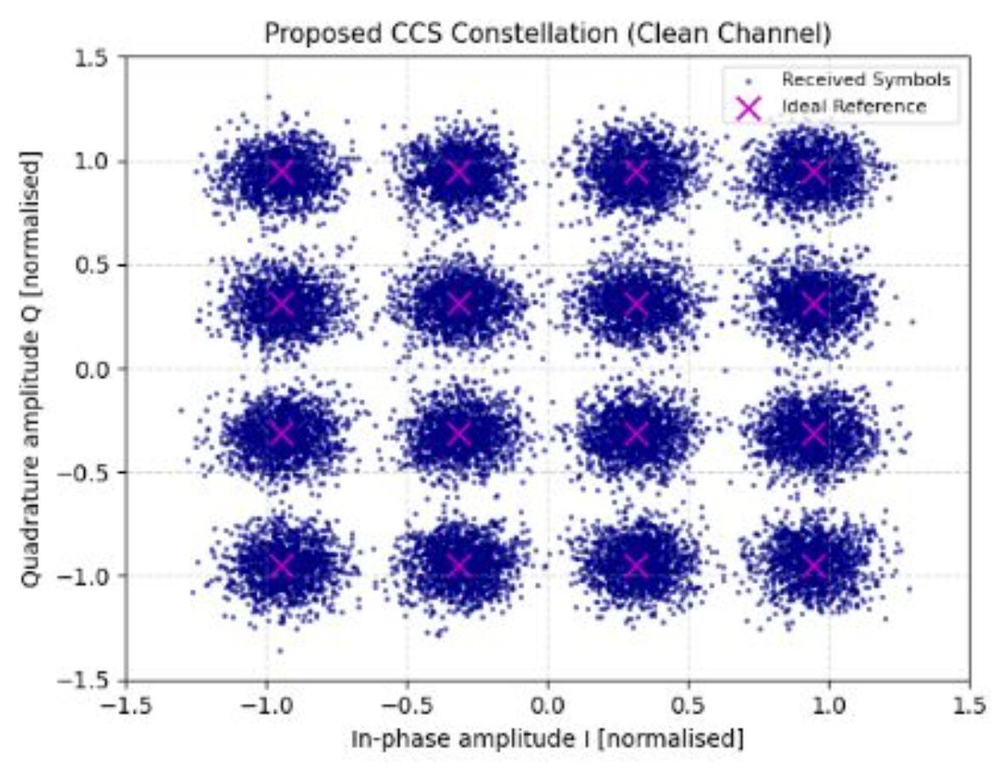 Proposed CCS Constellation (Clean Channel)
Received Symbols
Ideal Reference
1.5
1.0
0.5
0.0
−0.5
−1.0
−1.5
Quadrature amplitude Q [normalised]
−1.5 −1.0 −0.5 0.0 0.5 1.0 1.5
In-phase amplitude I [normalised]